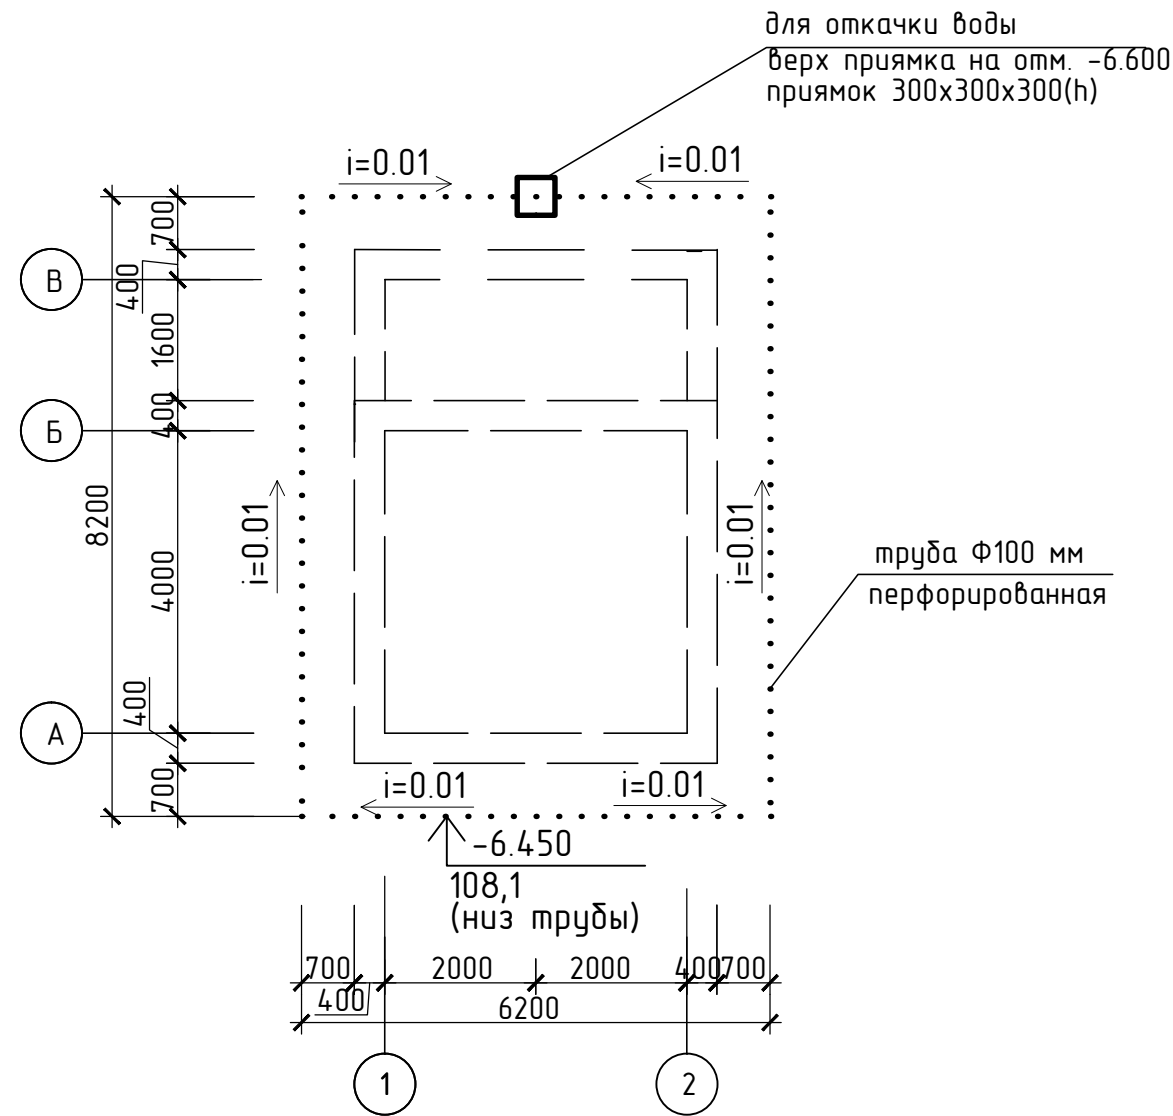 для откачки воды
верх приямка на отм. -6.600
приямок 300х300х300(h)
i=0.01
i=0.01
700
В
400
1600
Б
400
8200
i=0.01
i=0.01
4000
труба Ф100 мм
перфорированная
400
А
700
i=0.01
i=0.01
-6.450
108,1
(низ трубы)
700
2000
2000
400
700
400
6200
1
2